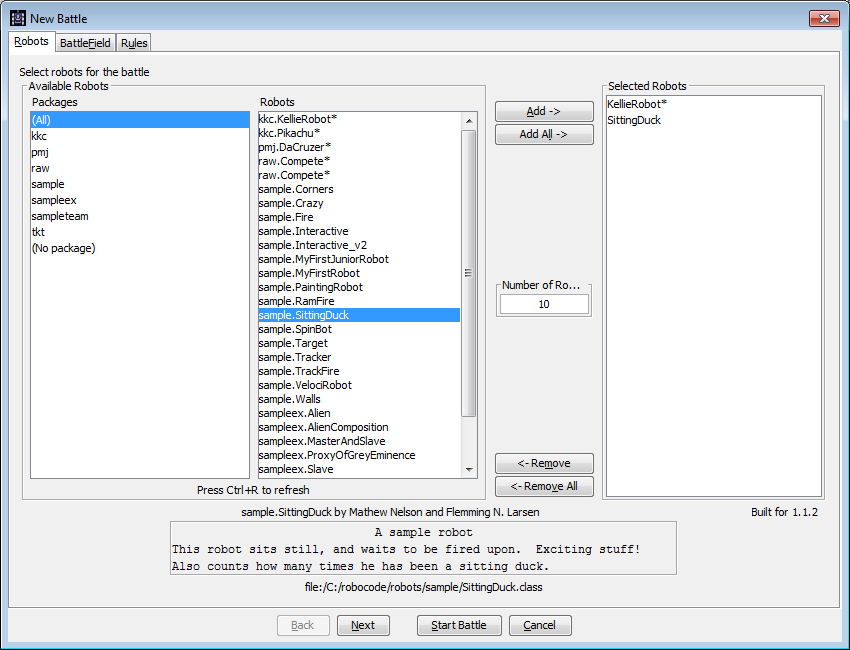 New Battle
Robots BattleField Rules
Select robots for the battle
Available Robots
Packages
(All)
kkc
pmj
raw
sample
sampleex
sampleteam
tkt
(No package)
Robots
kkc.KellieRobot*
kkc.Pikachu*
pmj.DaCruzer*
raw.Compete*
raw.Compete*
sample.Corners
sample.Crazy
sample.Fire
sample.Interactive
sample.Interactive_v2
sample.MyFirstJuniorRobot
sample.MyFirstRobot
sample.PaintingRobot
sample.RamFire
sample.SittingDuck
sample.SpinBot
sample.Target
sample.Tracker
sample.TrackFire
sample.VelociRobot
sample.Walls
sampleex.Alien
sampleex.AlienComposition
sampleex.MasterAndSlave
sampleex.ProxyOfGreyEminence
sampleex.Slave
Press Ctrl+R to refresh
Add ->
Add All ->
Number of Ro...
10
<- Remove
<- Remove All
Selected Robots
KellieRobot*
SittingDuck
sample.SittingDuck by Mathew Nelson and Flemming N. Larsen
Built for 1.1.2
A sample robot
This robot sits still, and waits to be fired upon. Exciting stuff!
Also counts how many times he has been a sitting duck.
file:/C:/robocode/robots/sample/SittingDuck.class
Back Next Start Battle Cancel